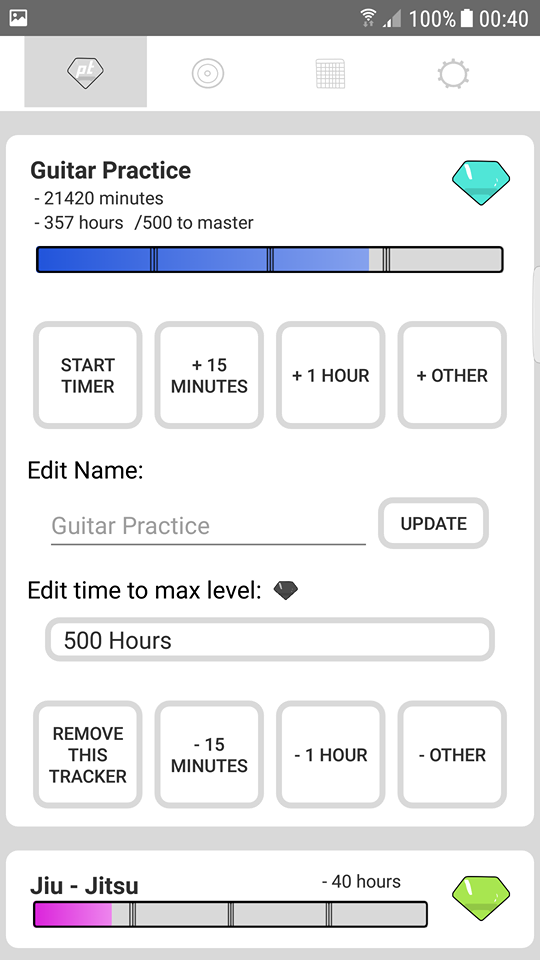 100% 00:40
pt
Guitar Practice
- 21420 minutes
- 357 hours /500 to master
START
TIMER
+ 15
MINUTES
+ 1 HOUR
+ OTHER
Edit Name:
Guitar Practice
UPDATE
Edit time to max level:
500 Hours
REMOVE
THIS
TRACKER
- 15
MINUTES
- 1 HOUR
- OTHER
Jiu - Jitsu
- 40 hours